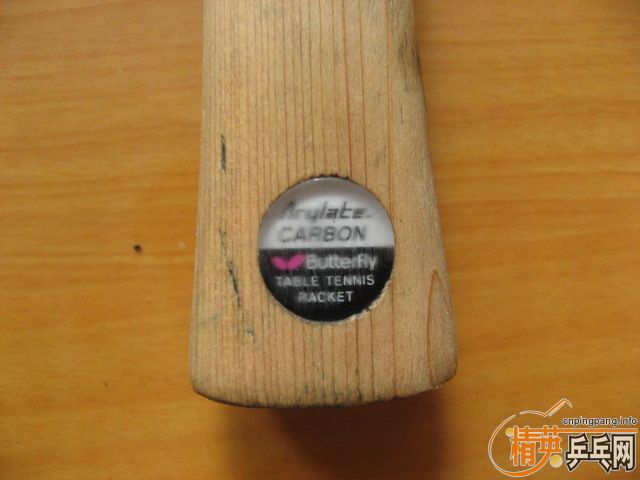 Arylate
CARBON
Butterfly
TABLE TENNIS
RACKET
cnpingpang.info
精英乒乓网